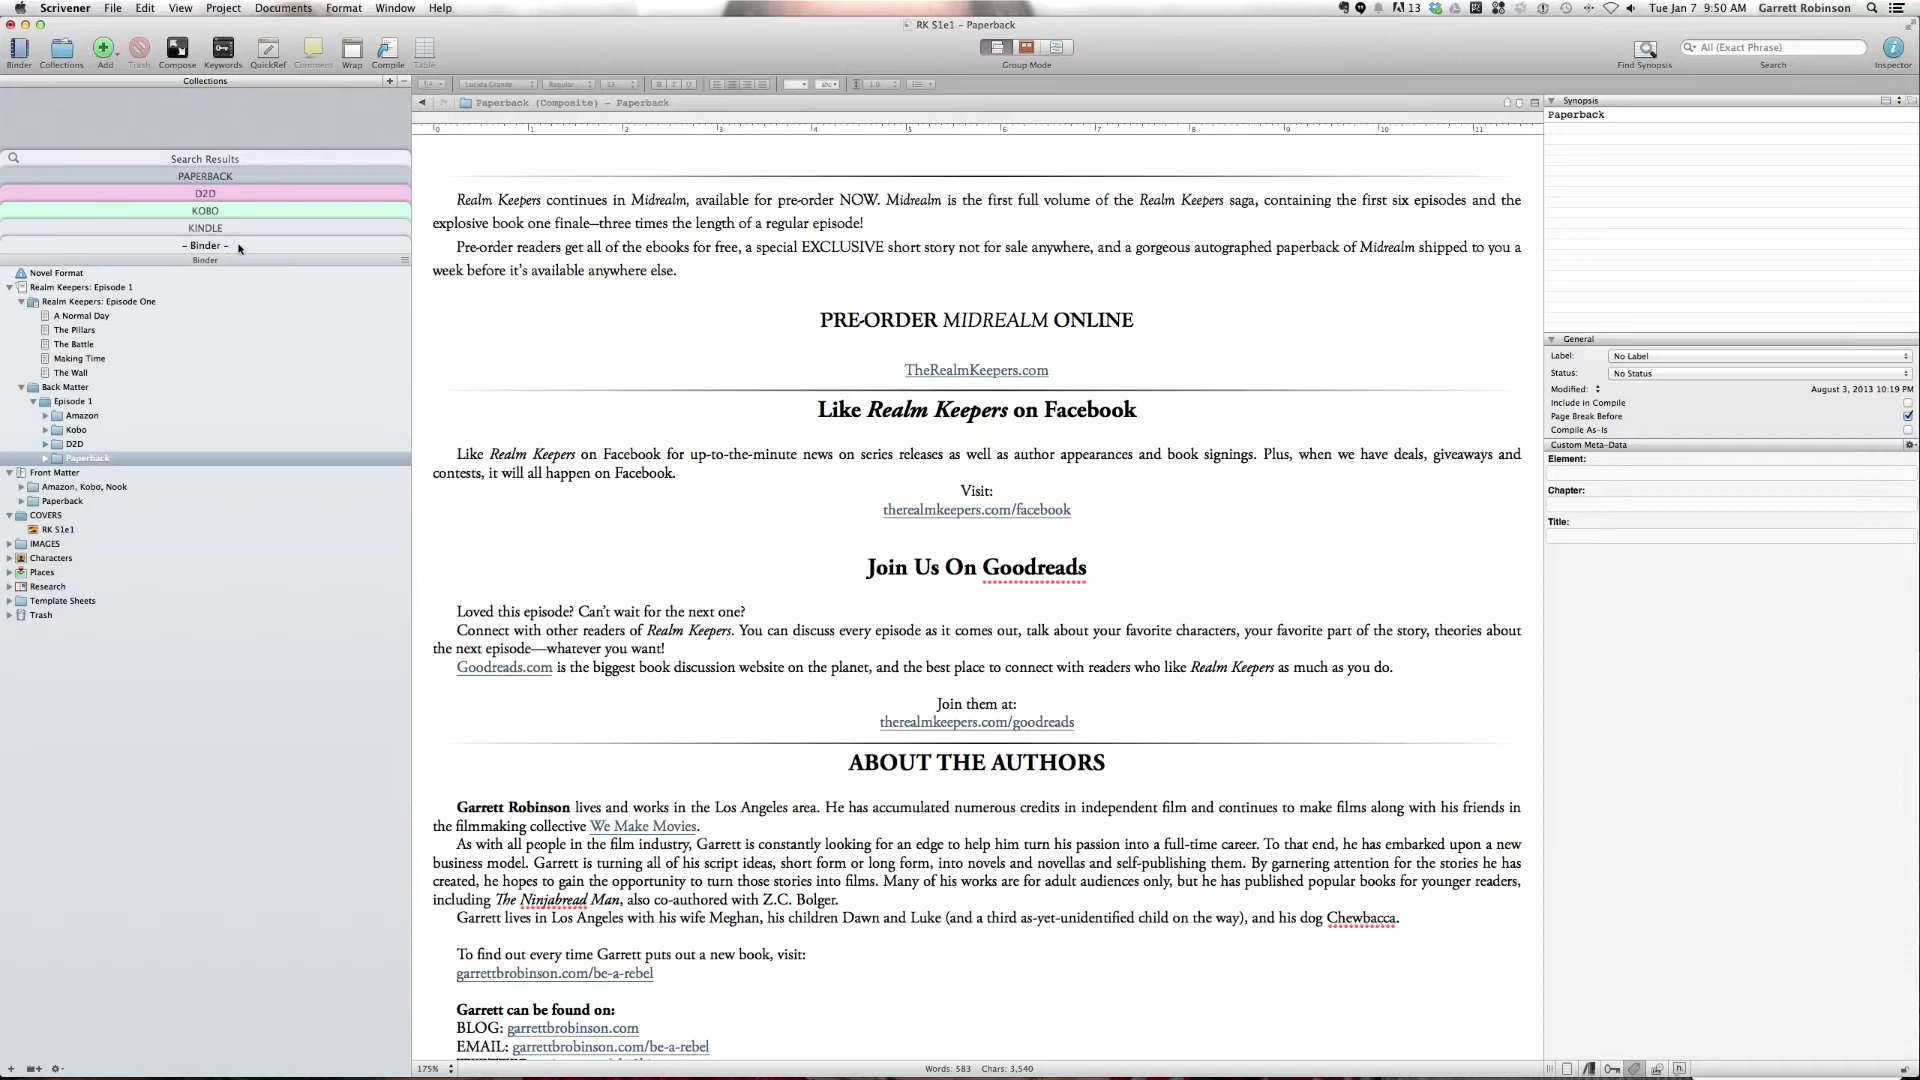 Scrivener File Edit View Project Documents Format Window Help
13 Tue Jan 7 9:50 AM Garrett Robinson
RK S1e1 – Paperback
Binder Collections Add Trash Compose Keywords QuickRef Comment Wrap Compile Table
Group Mode
All (Exact Phrase)
Find Synopsis Search Inspector
Collections
Lucida Grande Regular 13 B I U abc 1.0
Paperback (Composite) – Paperback
0 1 2 3 4 5 6 7 8 9 10 11
Search Results
PAPERBACK
D2D
KOBO
KINDLE
– Binder –
Binder
Novel Format
Realm Keepers: Episode 1
Realm Keepers: Episode One
A Normal Day
The Pillars
The Battle
Making Time
The Wall
Back Matter
Episode 1
Amazon
Kobo
D2D
Paperback
Front Matter
Amazon, Kobo, Nook
Paperback
COVERS
RK S1e1
IMAGES
Characters
Places
Research
Template Sheets
Trash
Realm Keepers continues in Midrealm, available for pre-order NOW. Midrealm is the first full volume of the Realm Keepers saga, containing the first six episodes and the
explosive book one finale—three times the length of a regular episode!
Pre-order readers get all of the ebooks for free, a special EXCLUSIVE short story not for sale anywhere, and a gorgeous autographed paperback of Midrealm shipped to you a
week before it's available anywhere else.
PRE-ORDER MIDREALM ONLINE
TheRealmKeepers.com
Like Realm Keepers on Facebook
Like Realm Keepers on Facebook for up-to-the-minute news on series releases as well as author appearances and book signings. Plus, when we have deals, giveaways and
contests, it will all happen on Facebook.
Visit:
therealmkeepers.com/facebook
Join Us On Goodreads
Loved this episode? Can't wait for the next one?
Connect with other readers of Realm Keepers. You can discuss every episode as it comes out, talk about your favorite characters, your favorite part of the story, theories about
the next episode—whatever you want!
Goodreads.com is the biggest book discussion website on the planet, and the best place to connect with readers who like Realm Keepers as much as you do.
Join them at:
therealmkeepers.com/goodreads
ABOUT THE AUTHORS
Garrett Robinson lives and works in the Los Angeles area. He has accumulated numerous credits in independent film and continues to make films along with his friends in
the filmmaking collective We Make Movies.
As with all people in the film industry, Garrett is constantly looking for an edge to help him turn his passion into a full-time career. To that end, he has embarked upon a new
business model. Garrett is turning all of his script ideas, short form or long form, into novels and novellas and self-publishing them. By garnering attention for the stories he has
created, he hopes to gain the opportunity to turn those stories into films. Many of his works are for adult audiences only, but he has published popular books for younger readers,
including The Ninjabread Man, also co-authored with Z.C. Bolger.
Garrett lives in Los Angeles with his wife Meghan, his children Dawn and Luke (and a third as-yet-unidentified child on the way), and his dog Chewbacca.
To find out every time Garrett puts out a new book, visit:
garrettbrobinson.com/be-a-rebel
Garrett can be found on:
BLOG: garrettbrobinson.com
EMAIL: garrettbrobinson.com/be-a-rebel
175% Words: 583 Chars: 3,540
Synopsis
Paperback
General
Label: No Label
Status: No Status
Modified: August 3, 2013 10:19 PM
Include in Compile
Page Break Before
Compile As-Is
Custom Meta-Data
Element:
Chapter:
Title: